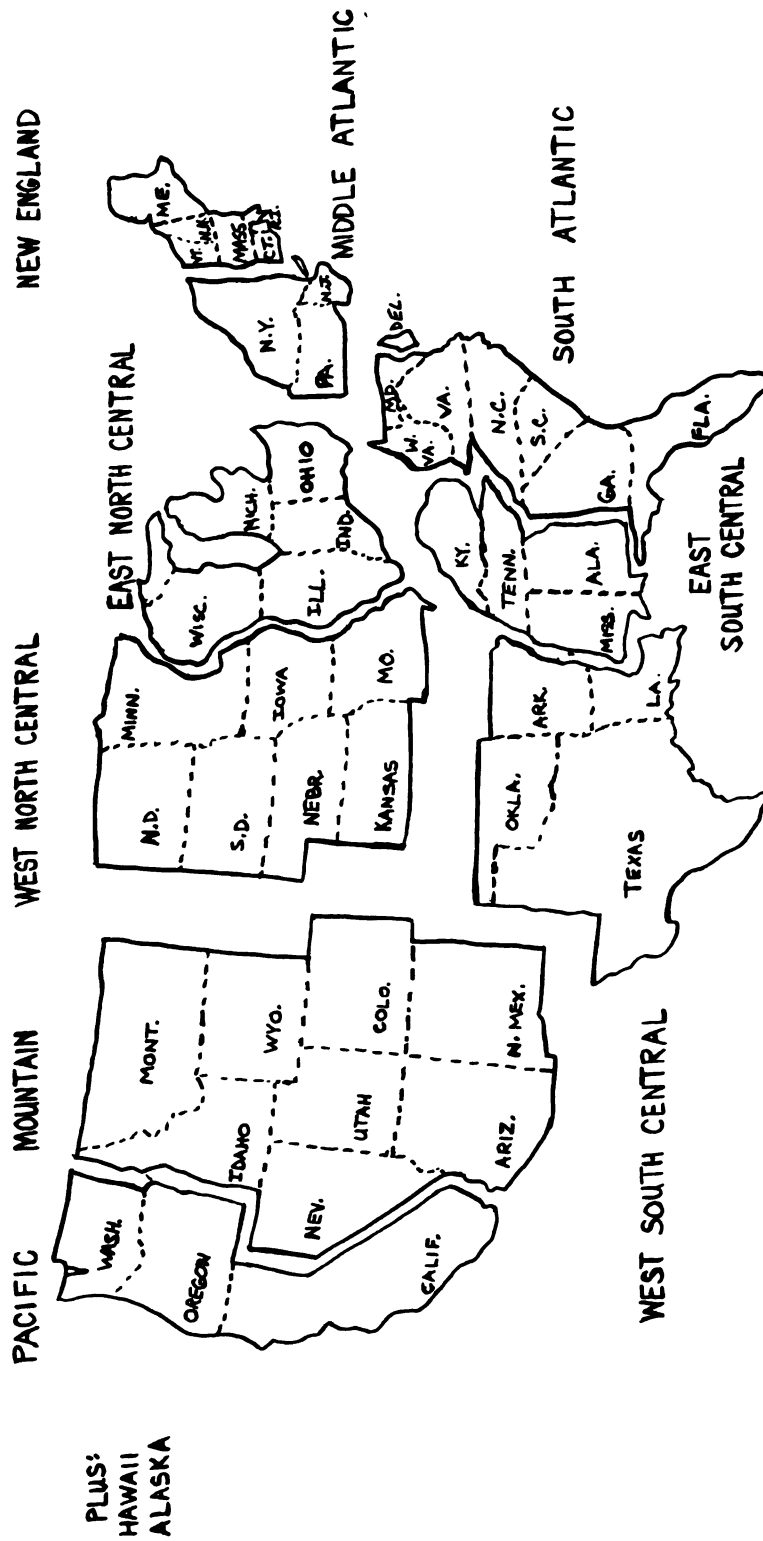 PLUS:
HAWAII
ALASKA
PACIFIC
MOUNTAIN
WEST NORTH CENTRAL
EAST NORTH CENTRAL
NEW ENGLAND
MIDDLE ATLANTIC
SOUTH ATLANTIC
EAST
SOUTH CENTRAL
WEST SOUTH CENTRAL
WASH.
OREGON
CALIF.
MONT.
IDAHO
WYO.
NEV.
UTAH
COLO.
ARIZ.
N. MEX.
N.D.
MINN.
S.D.
IOWA
NEBR.
KANSAS
MO.
WISC.
MICH.
ILL.
IND.
OHIO
ME.
VT.
N.H.
MASS
CT.
R.I.
N.Y.
PA.
N.J.
DEL.
MD.
W.
VA.
VA.
N.C.
S.C.
GA.
FLA.
KY.
TENN.
MISS.
ALA.
OKLA.
ARK.
TEXAS
LA.